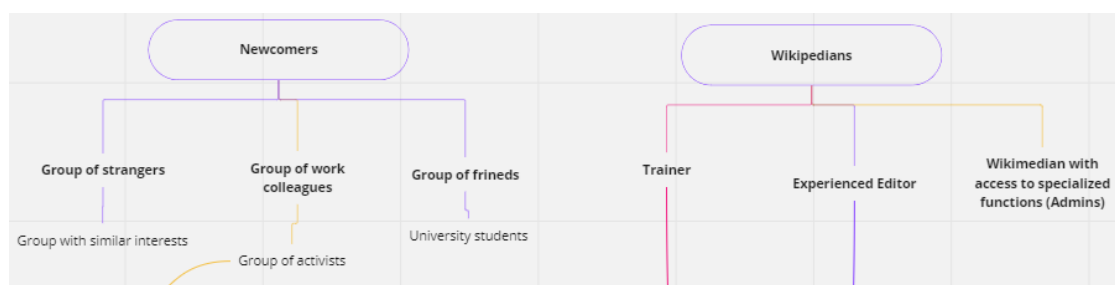 Newcomers
Wikipedians
Group of strangers
Group of work
colleagues
Group of frineds
Trainer
Experienced Editor
Wikimedian with
access to specialized
functions (Admins)
Group with similar interests
Group of activists
University students